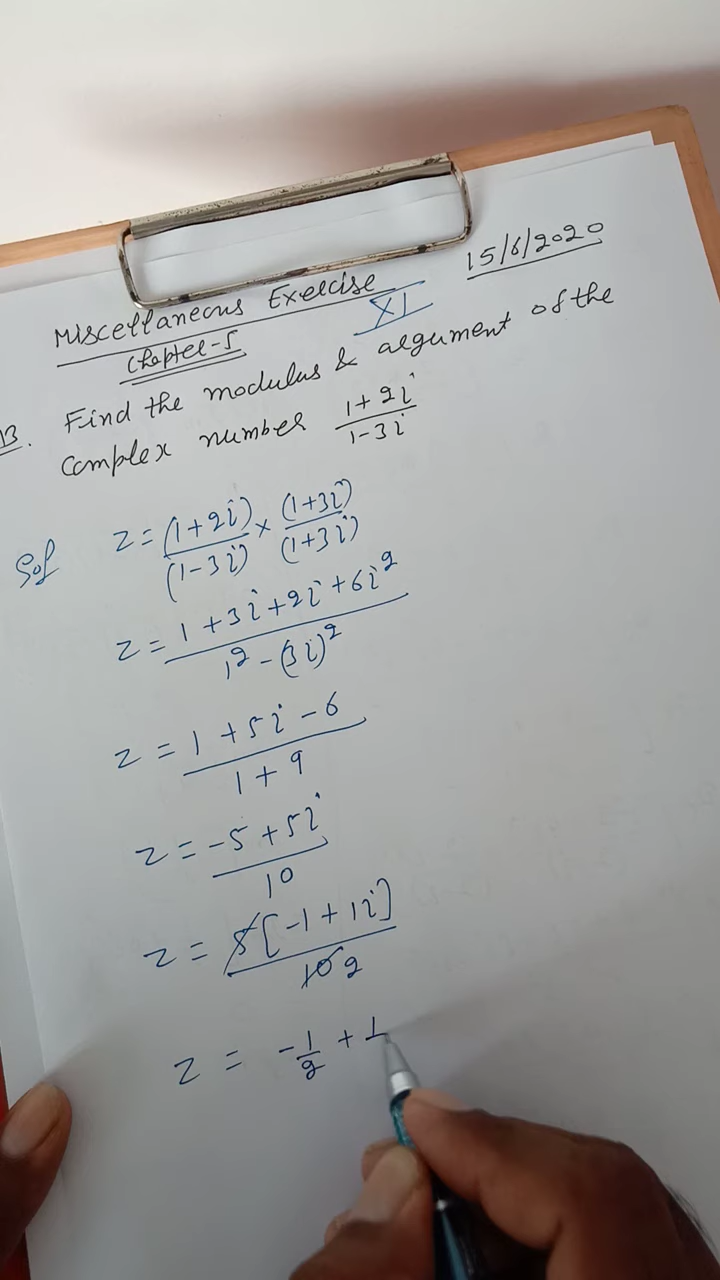 Miscellaneous Exercise 15/6/2020
Chapter-5 XI
13. Find the modulus & argument of the
complex number (1+2i)/(1-3i)
Sol z = (1+2i)/(1-3i) × (1+3i)/(1+3i)
z = (1+3i+2i+6i²)/(1²-(3i)²)
z = (1+5i-6)/(1+9)
z = (-5+5i)/10
z = 5[-1+1i]/10 2
z = -1/2 + 1